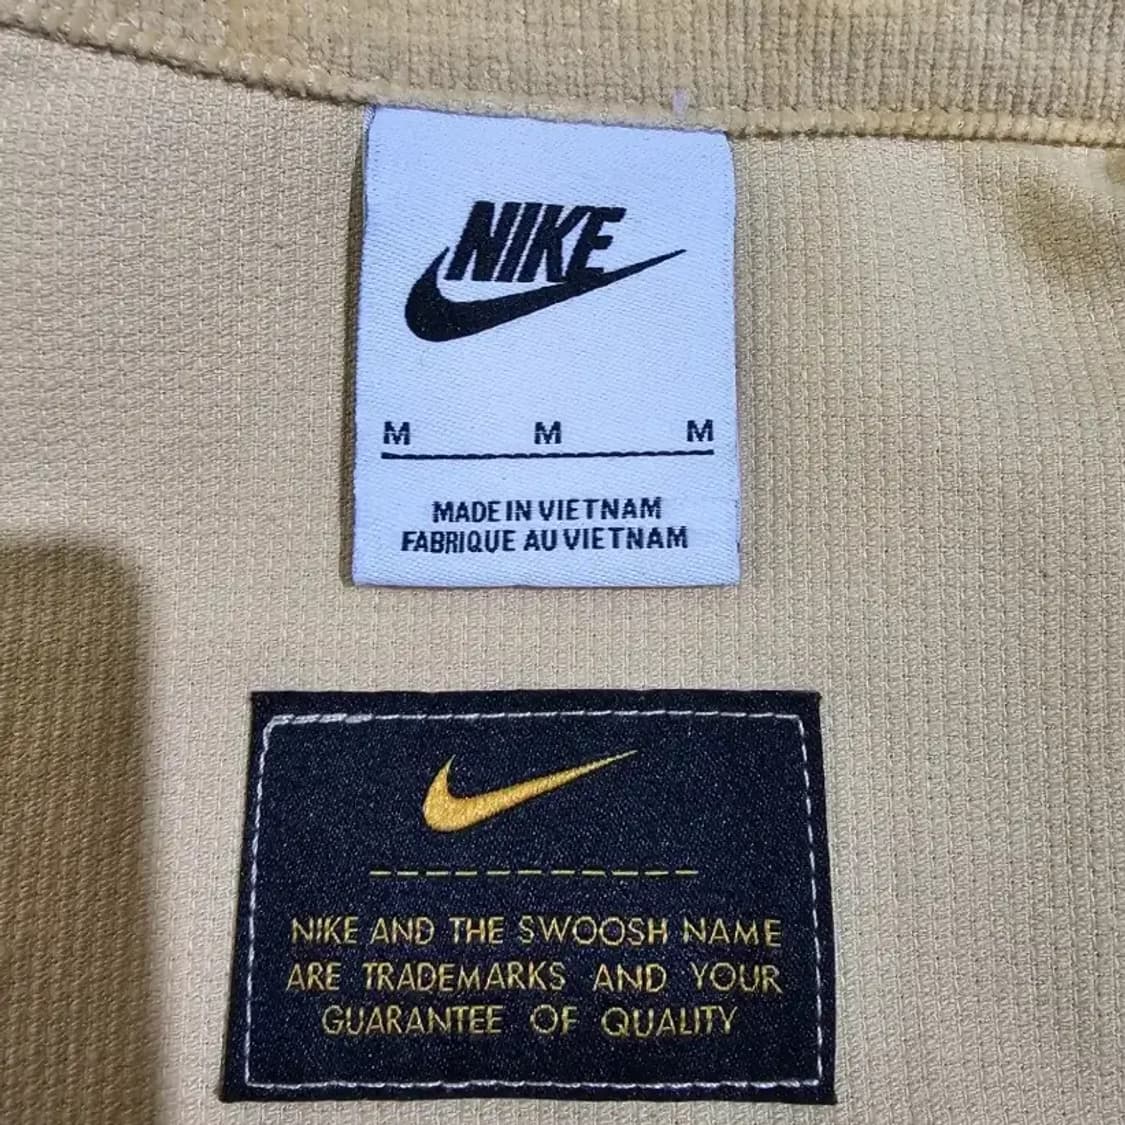 NIKE
M M M
MADE IN VIETNAM
FABRIQUE AU VIETNAM
NIKE AND THE SWOOSH NAME
ARE TRADEMARKS AND YOUR
GUARANTEE OF QUALITY